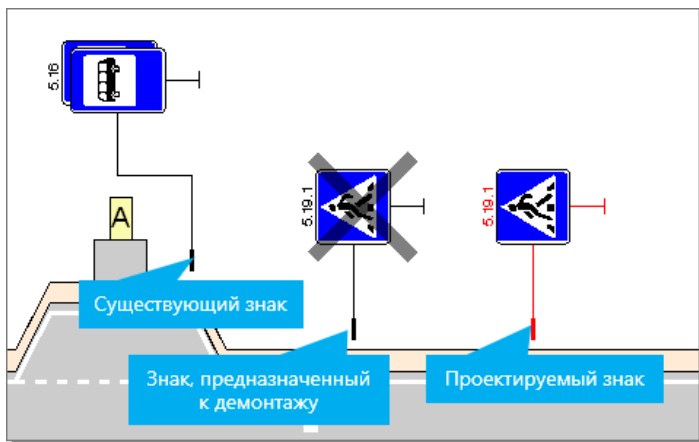 5.16
A
5.19.1
5.19.1
Существующий знак
Знак, предназначенный
к демонтажу
Проектируемый знак